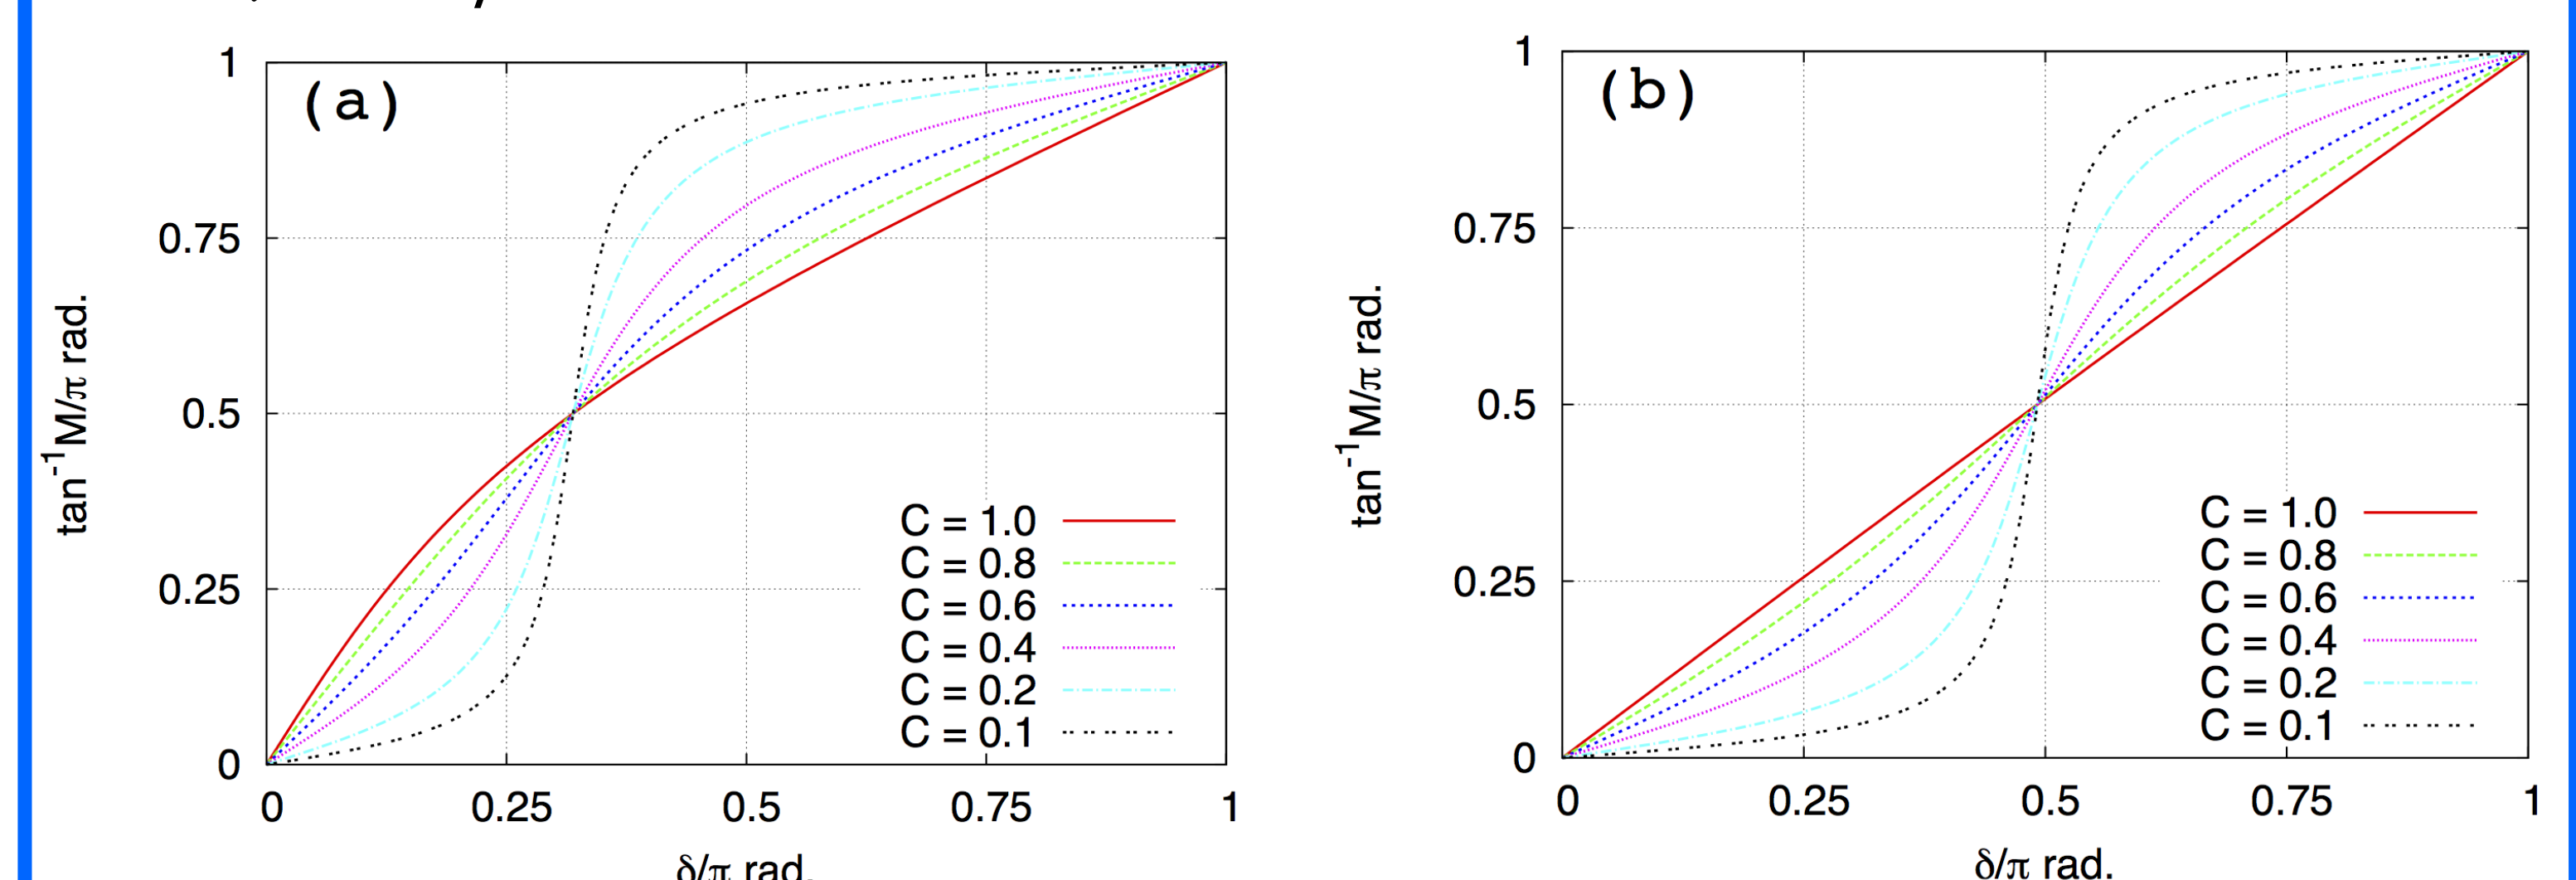 (a)
1
0.75
0.5
0.25
0
tan⁻¹M/π rad.
C = 1.0
C = 0.8
C = 0.6
C = 0.4
C = 0.2
C = 0.1
0 0.25 0.5 0.75 1
δ/π rad.
(b)
1
0.75
0.5
0.25
0
tan⁻¹M/π rad.
C = 1.0
C = 0.8
C = 0.6
C = 0.4
C = 0.2
C = 0.1
0 0.25 0.5 0.75 1
δ/π rad.